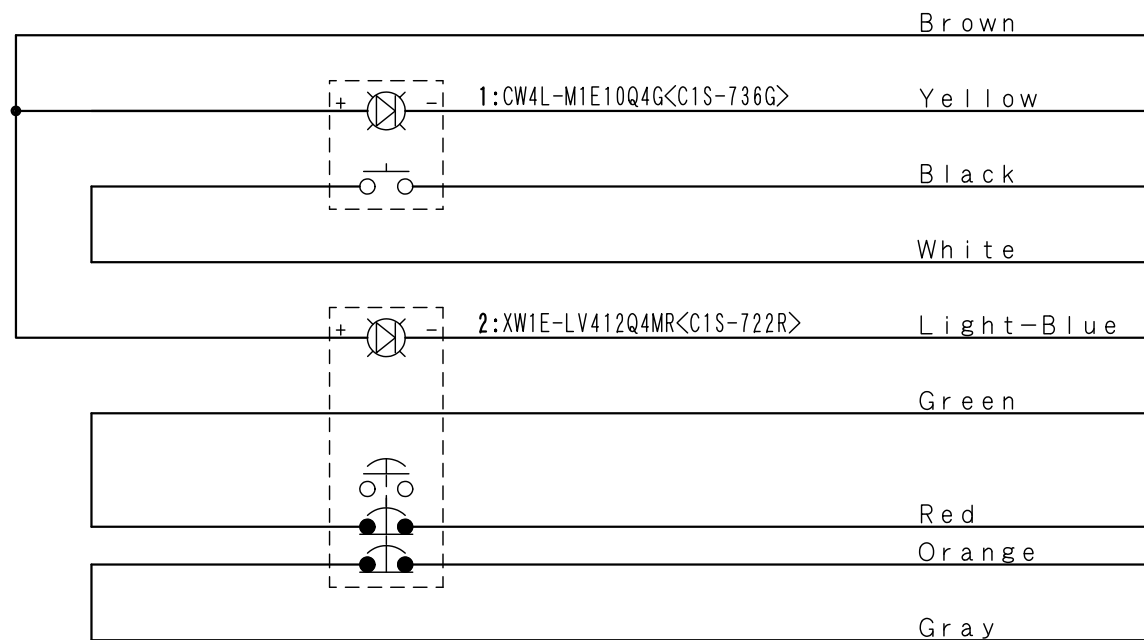 Brown
+ - 1:CW4L-M1E10Q4G<C1S-736G> Yellow
Black
White
+ - 2:XW1E-LV412Q4MR<C1S-722R> Light-Blue
Green
Red
Orange
Gray